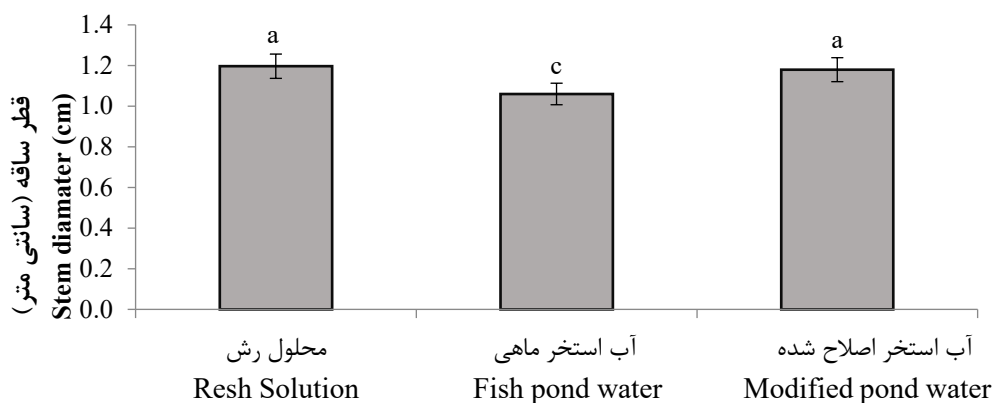 قطر ساقه (سانتی متر)
Stem diamater (cm)
1.4
1.2
1.0
0.8
0.6
0.4
0.2
0.0
a
c
a
محلول رش
Resh Solution
آب استخر ماهی
Fish pond water
آب استخر اصلاح شده
Modified pond water